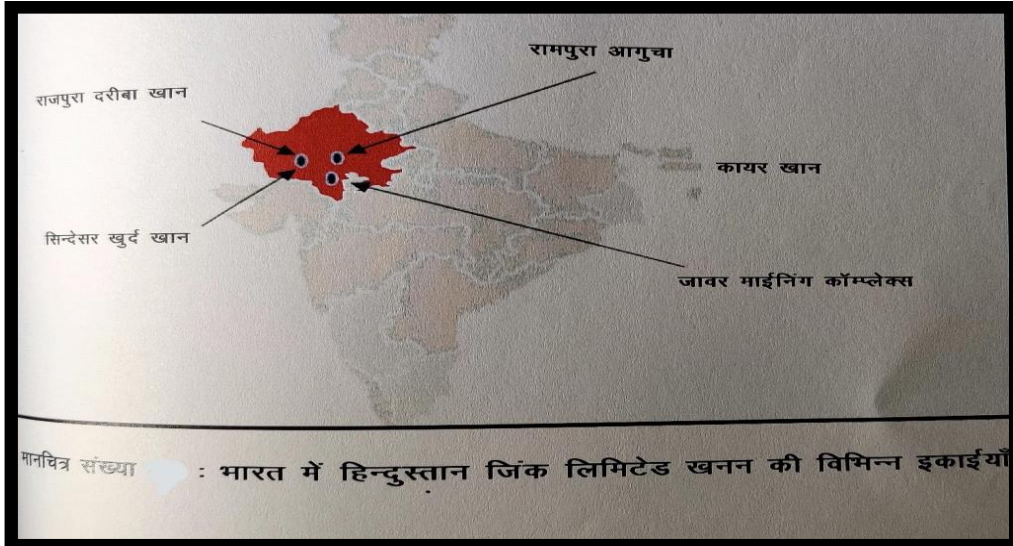 रामपुरा आगुचा
राजपुरा दरीबा खान
कायर खान
सिन्देसर खुर्द खान
जावर माईनिंग कॉम्प्लेक्स
मानचित्र संख्या : भारत में हिन्दुस्तान जिंक लिमिटेड खनन की विभिन्न इकाईयाँ